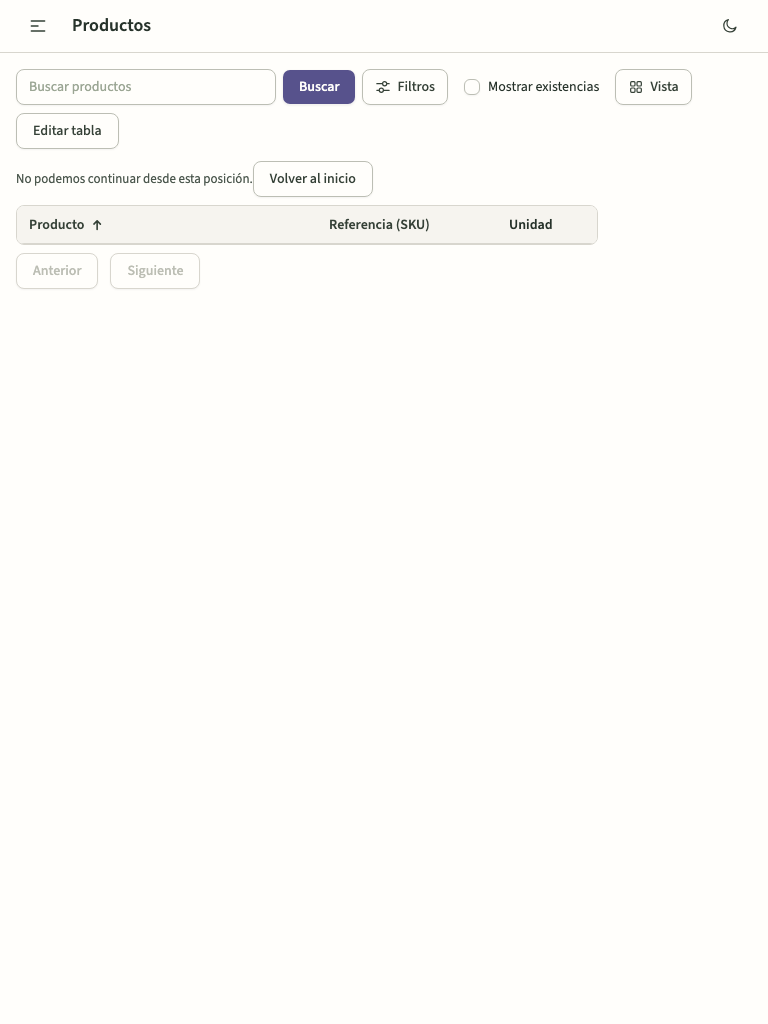 Productos
Buscar productos
Buscar
Filtros
Mostrar existencias
Vista
Editar tabla
No podemos continuar desde esta posición.
Volver al inicio
Producto
Referencia (SKU)
Unidad
Anterior
Siguiente